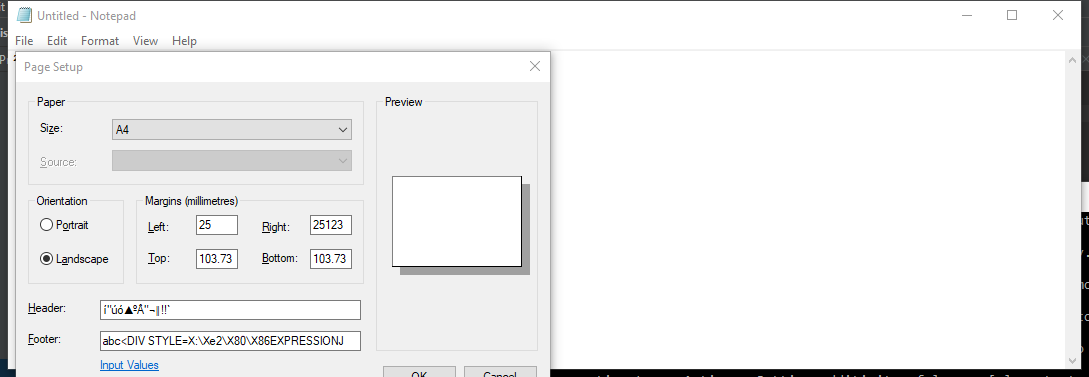 Untitled - Notepad
File Edit Format View Help
Page Setup
Paper
Size: A4
Source:
Preview
Orientation
Portrait
Landscape
Margins (millimetres)
Left: 25 Right: 25123
Top: 103.73 Bottom: 103.73
Header: í"úó▲ºÂ"¬‖!!`
Footer: abc<DIV STYLE=X:\Xe2\X80\X86EXPRESSIONJ
Input Values
OK Cancel